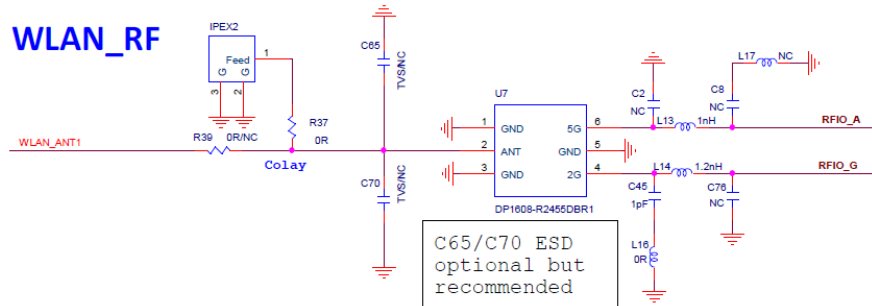 WLAN_RF
IPEX2
Feed
1
G
G
3
2
C65
TVS/NC
L17
NC
U7
C2
NC
C8
NC
R37
0R
1
GND
5G
6
L13
1nH
RFIO_A
WLAN_ANT1
R39
0R/NC
Colay
2
ANT
GND
5
3
GND
2G
4
L14
1.2nH
RFIO_G
C70
TVS/NC
C45
1pF
C76
NC
DP1608-R2455DBR1
L16
0R
C65/C70 ESD
optional but
recommended